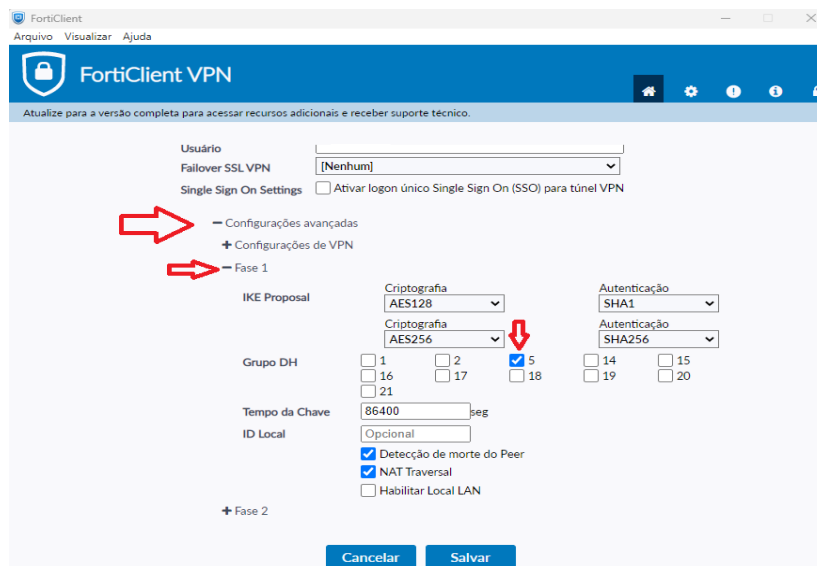 FortiClient
Arquivo Visualizar Ajuda
FortiClient VPN
Atualize para a versão completa para acessar recursos adicionais e receber suporte técnico.
Usuário
Failover SSL VPN [Nenhum]
Single Sign On Settings Ativar logon único Single Sign On (SSO) para túnel VPN
Configurações avançadas
Configurações de VPN
Fase 1
Criptografia Autenticação
IKE Proposal AES128 SHA1
Criptografia Autenticação
AES256 SHA256
Grupo DH 1 2 5 14 15
16 17 18 19 20
21
Tempo da Chave 86400 seg
ID Local Opcional
Detecção de morte do Peer
NAT Traversal
Habilitar Local LAN
Fase 2
Cancelar Salvar